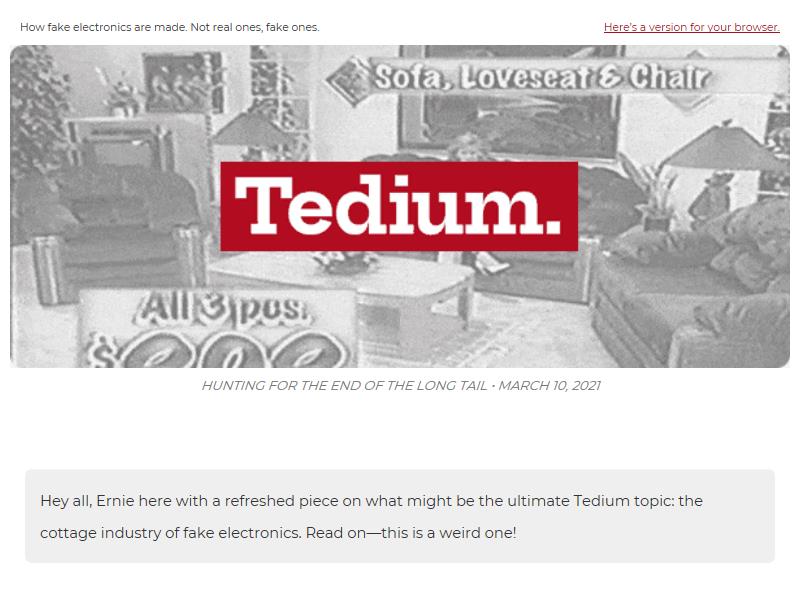 How fake electronics are made. Not real ones, fake ones.
Here's a version for your browser.
Sofa, Loveseat & Chair
Tedium.
All 3 pcs.
HUNTING FOR THE END OF THE LONG TAIL • MARCH 10, 2021
Hey all, Ernie here with a refreshed piece on what might be the ultimate Tedium topic: the
cottage industry of fake electronics. Read on—this is a weird one!